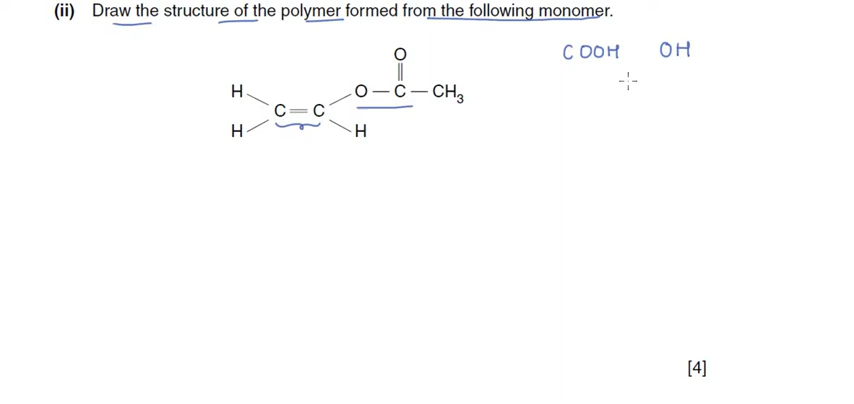 (ii) Draw the structure of the polymer formed from the following monomer.
COOH OH
O
H O — C — CH3
C = C
H H
[4]